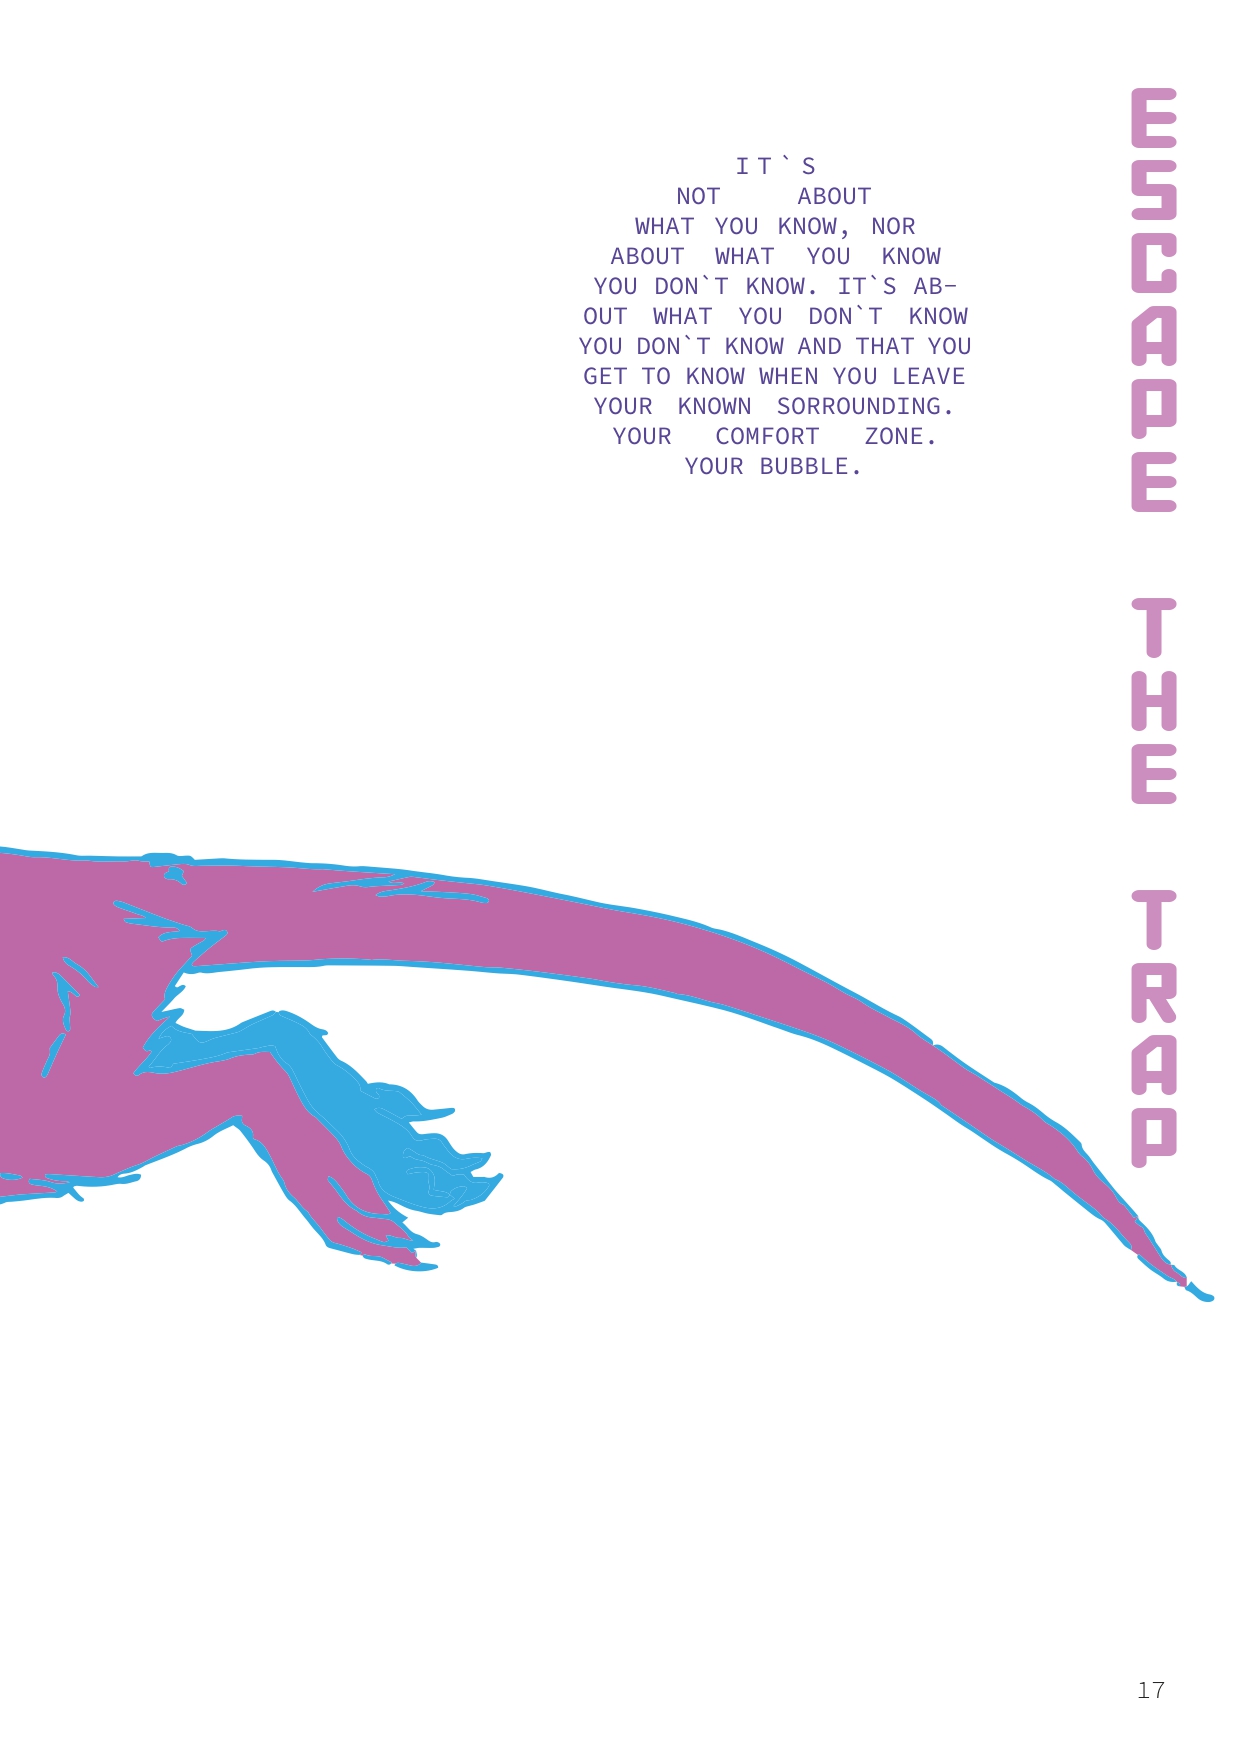 IT`S
NOT ABOUT
WHAT YOU KNOW, NOR
ABOUT WHAT YOU KNOW
YOU DON`T KNOW. IT`S AB-
OUT WHAT YOU DON`T KNOW
YOU DON`T KNOW AND THAT YOU
GET TO KNOW WHEN YOU LEAVE
YOUR KNOWN SORROUNDING.
YOUR COMFORT ZONE.
YOUR BUBBLE.
ESCAPE THE TRAP
17